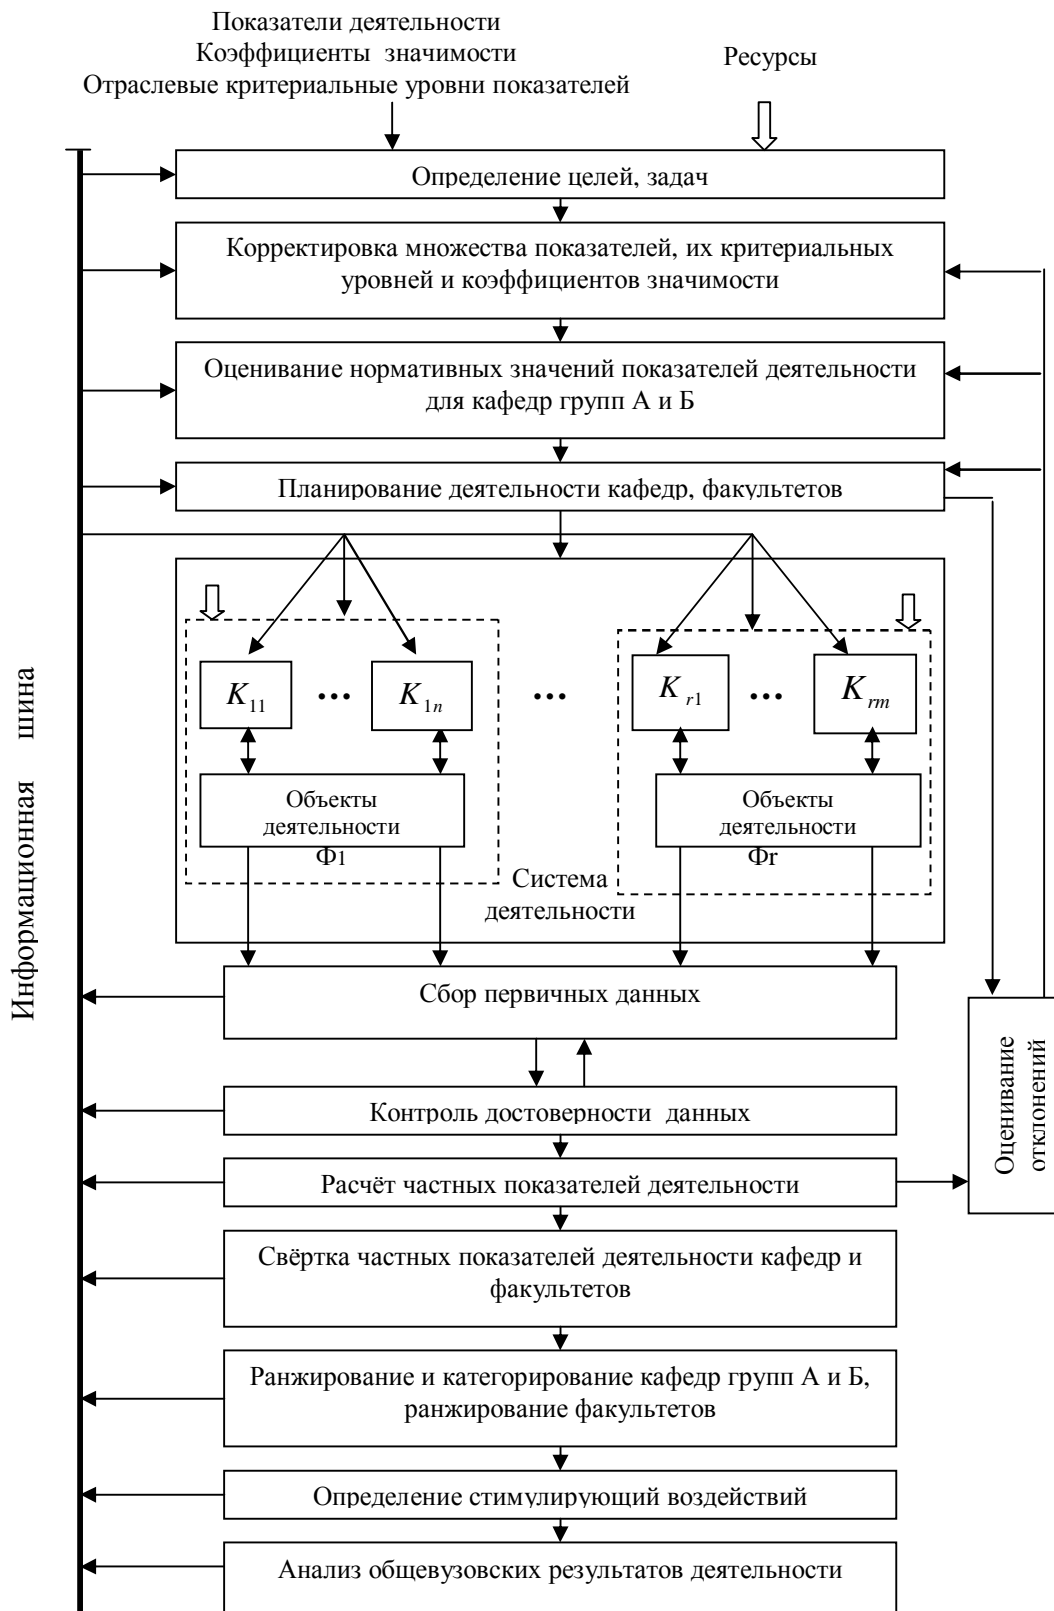 Показатели деятельности
Коэффициенты значимости
Отраслевые критериальные уровни показателей
Ресурсы
Определение целей, задач
Корректировка множества показателей, их критериальных
уровней и коэффициентов значимости
Оценивание нормативных значений показателей деятельности
для кафедр групп А и Б
Планирование деятельности кафедр, факультетов
K11 ... K1n ... Kr1 ... Krm
Объекты
деятельности
Ф1
Объекты
деятельности
Фr
Система
деятельности
Информационная шина
Сбор первичных данных
Оценивание
отклонений
Контроль достоверности данных
Расчёт частных показателей деятельности
Свёртка частных показателей деятельности кафедр и
факультетов
Ранжирование и категорирование кафедр групп А и Б,
ранжирование факультетов
Определение стимулирующий воздействий
Анализ общевузовских результатов деятельности